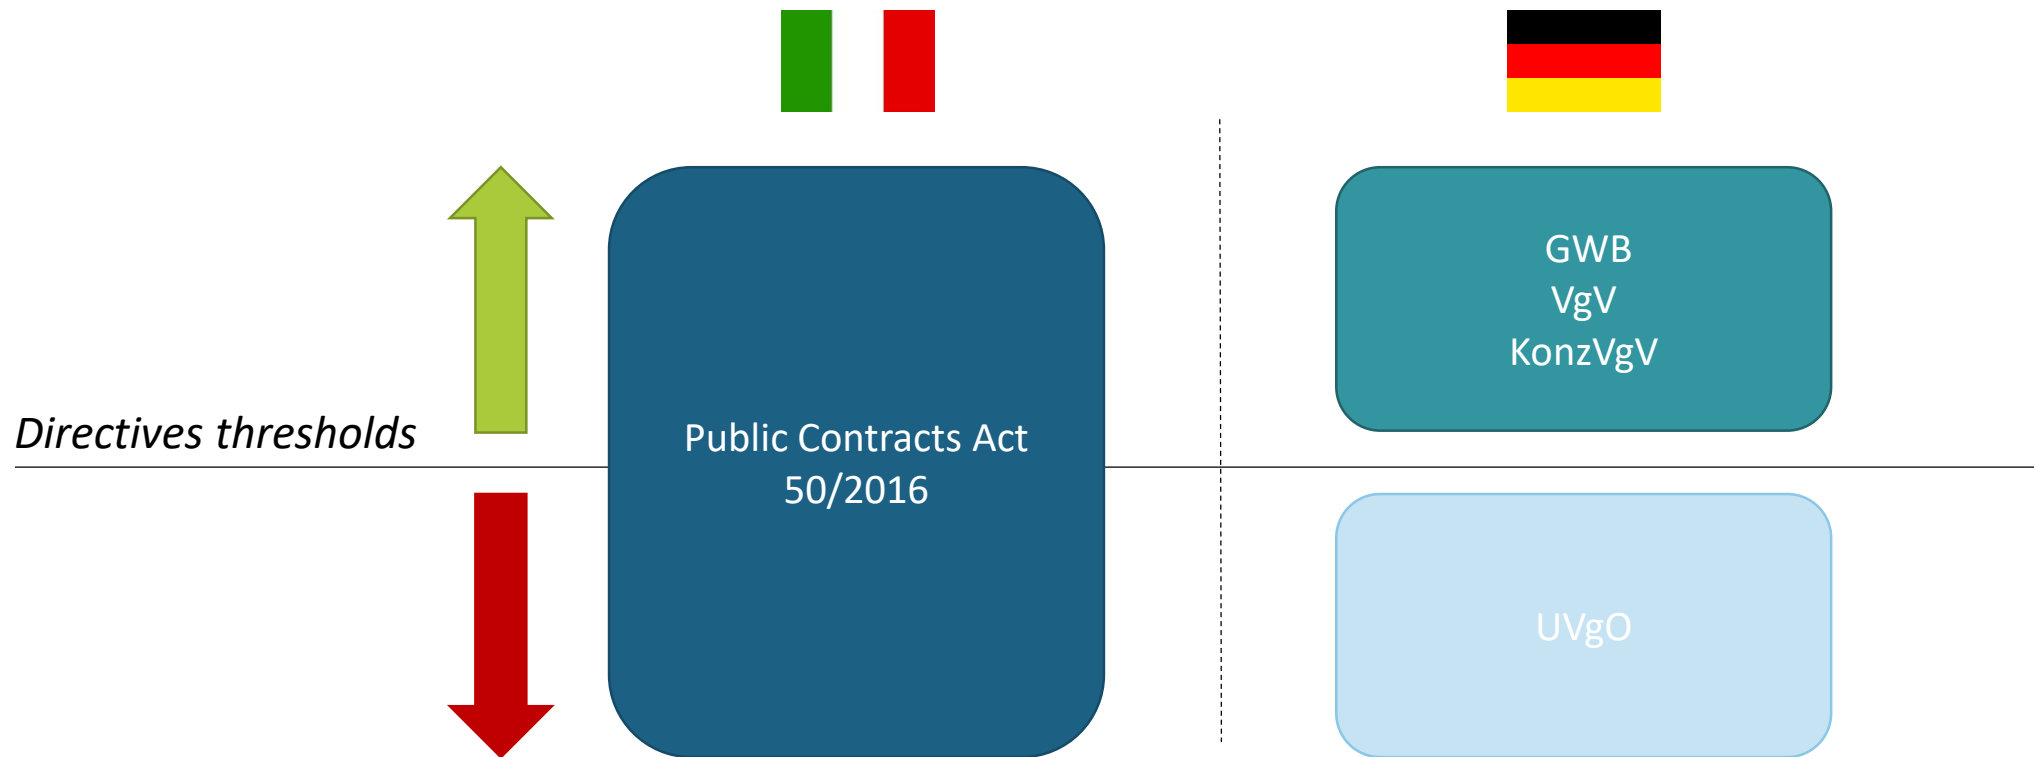 Directives thresholds
Public Contracts Act
50/2016
GWB
VgV
KonzVgV
UVgO